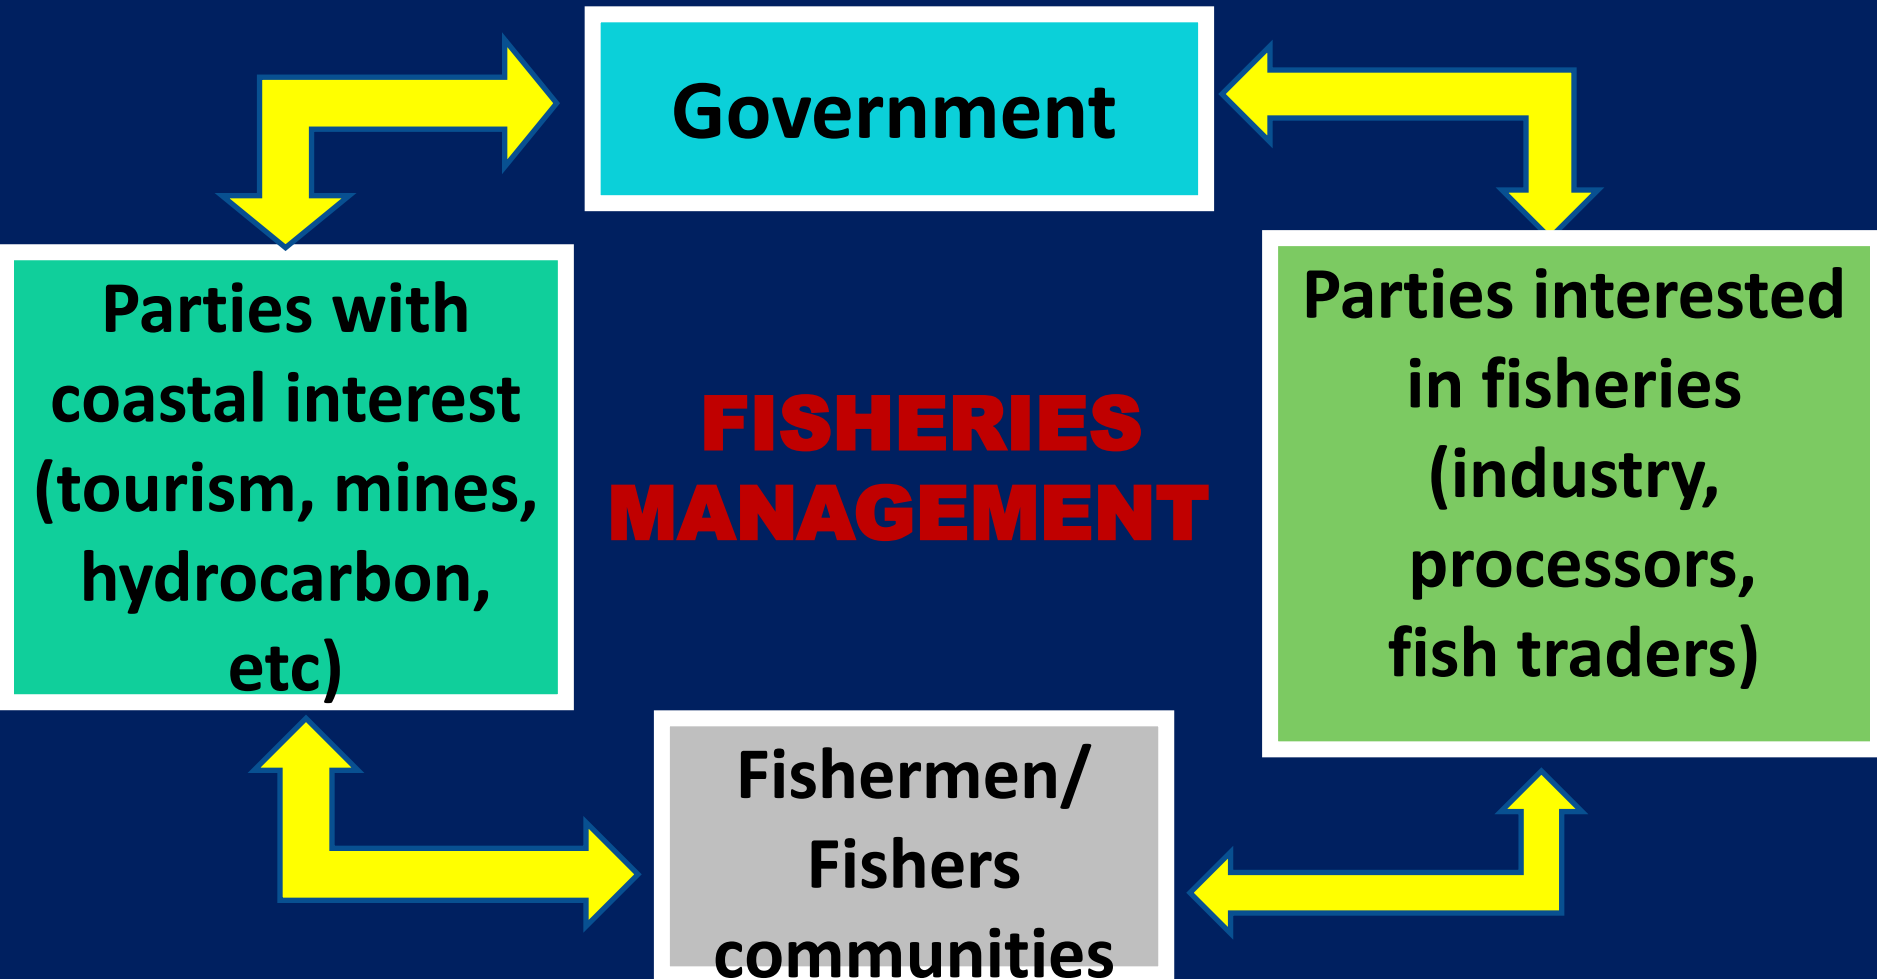 Government
Parties with
coastal interest
(tourism, mines,
hydrocarbon,
etc)
FISHERIES
MANAGEMENT
Parties interested
in fisheries
(industry,
processors,
fish traders)
Fishermen/
Fishers
communities